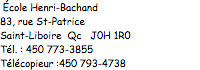 École Henri-Bachand
83, rue St-Patrice
Saint-Liboire  Qc   J0H 1R0
Tél. : 450 773-3855
Télécopieur :450 793-4738